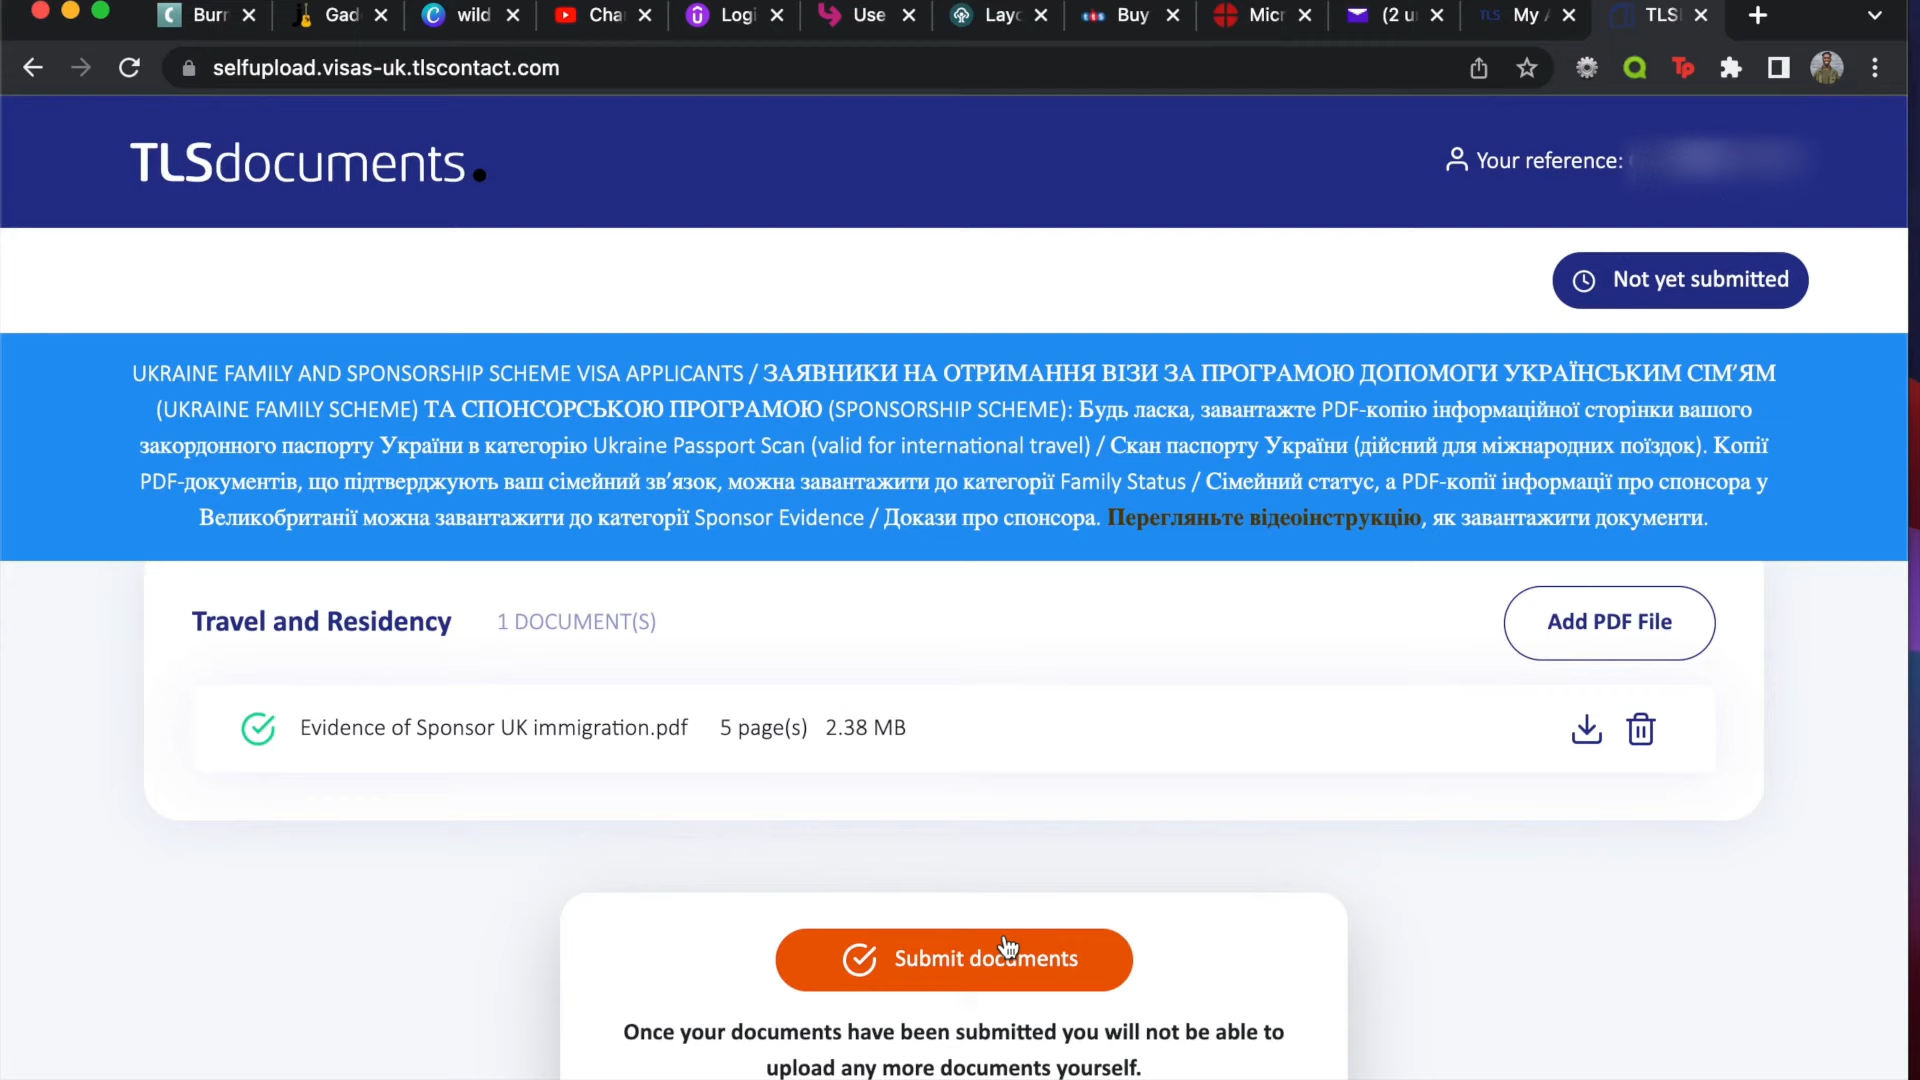 Burr
Gad
wild
Cha
Logi
Use
Layo
Buy
Micr
(2 u
TLS My A
TLS
selfupload.visas-uk.tlscontact.com
Tp
TLSdocuments.
Your reference:
Not yet submitted
UKRAINE FAMILY AND SPONSORSHIP SCHEME VISA APPLICANTS / ЗАЯВНИКИ НА ОТРИМАННЯ ВІЗИ ЗА ПРОГРАМОЮ ДОПОМОГИ УКРАЇНСЬКИМ СІМ’ЯМ
(UKRAINE FAMILY SCHEME) ТА СПОНСОРСЬКОЮ ПРОГРАМОЮ (SPONSORSHIP SCHEME): Будь ласка, завантажте PDF-копію інформаційної сторінки вашого
закордонного паспорту України в категорію Ukraine Passport Scan (valid for international travel) / Скан паспорту України (дійсний для міжнародних поїздок). Копії
PDF-документів, що підтверджують ваш сімейний зв’язок, можна завантажити до категорії Family Status / Сімейний статус, а PDF-копії інформації про спонсора у
Великобританії можна завантажити до категорії Sponsor Evidence / Докази про спонсора. Перегляньте відеоінструкцію, як завантажити документи.
Travel and Residency 1 DOCUMENT(S)
Add PDF File
Evidence of Sponsor UK immigration.pdf 5 page(s) 2.38 MB
Submit documents
Once your documents have been submitted you will not be able to
upload any more documents yourself.